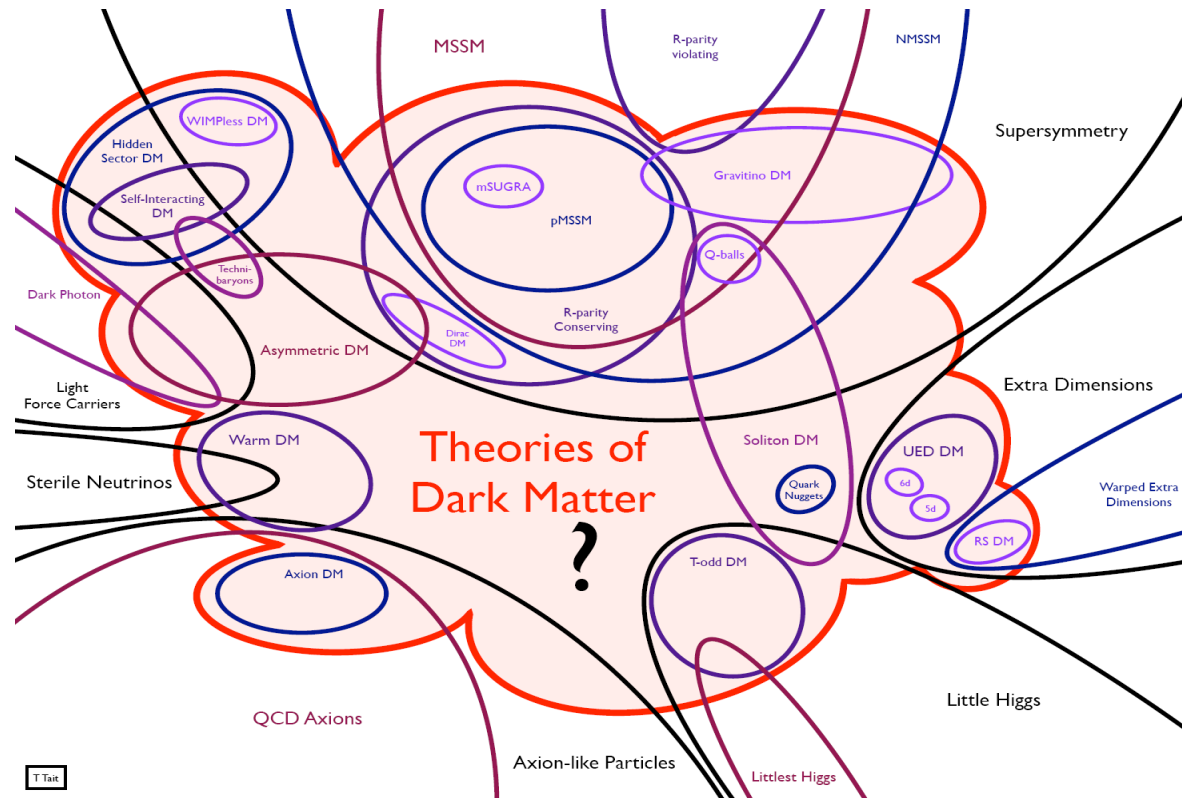 MSSM
R-parity
violating
NMSSM
Supersymmetry
WIMPless DM
Hidden
Sector DM
Self-Interacting
DM
mSUGRA
pMSSM
Gravitino DM
Q-balls
Techni-
baryons
Dark Photon
R-parity
Conserving
Dirac
DM
Asymmetric DM
Light
Force Carriers
Extra Dimensions
Warm DM
Theories of
Dark Matter
?
Soliton DM
UED DM
6d
5d
Quark
Nuggets
Sterile Neutrinos
Warped Extra
Dimensions
RS DM
Axion DM
T-odd DM
Little Higgs
QCD Axions
Axion-like Particles
Littlest Higgs
T Tait